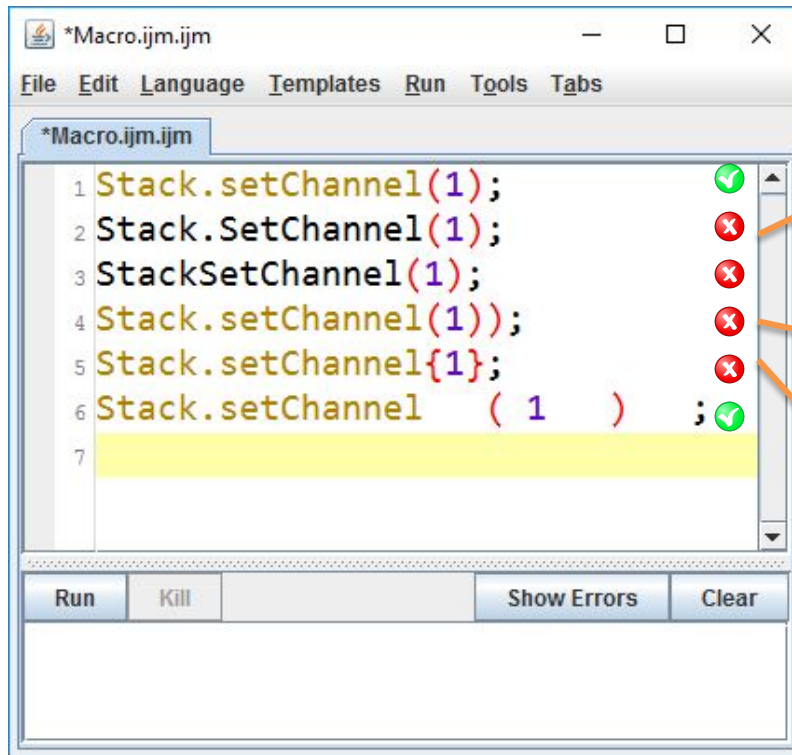 *Macro.ijm.ijm
File Edit Language Templates Run Tools Tabs
*Macro.ijm.ijm
1 Stack.setChannel(1);
2 Stack.SetChannel(1);
3 StackSetChannel(1);
4 Stack.setChannel(1));
5 Stack.setChannel{1};
6 Stack.setChannel ( 1 ) ;
7
Run Kill Show Errors Clear